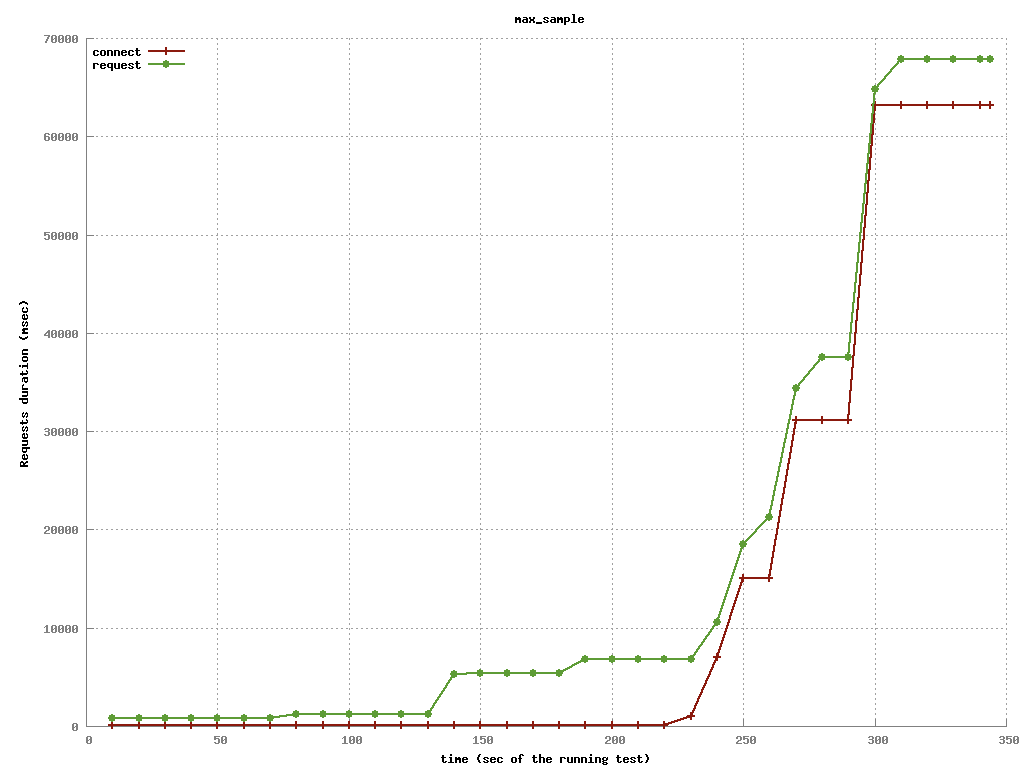 max_sample
70000
connect
request
60000
50000
40000
30000
20000
10000
0
Requests duration (msec)
0 50 100 150 200 250 300 350
time (sec of the running test)